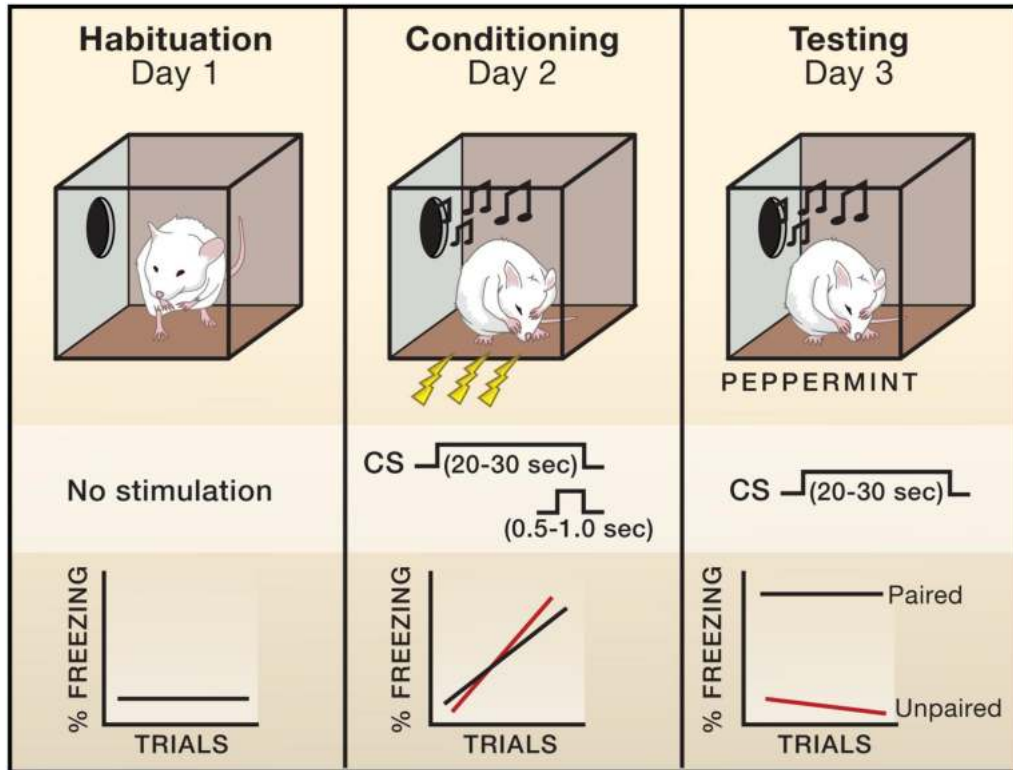 Habituation
Day 1
No stimulation
% FREEZING
TRIALS
Conditioning
Day 2
CS
(20-30 sec)
(0.5-1.0 sec)
% FREEZING
TRIALS
Testing
Day 3
PEPPERMINT
CS
(20-30 sec)
% FREEZING
Paired
Unpaired
TRIALS